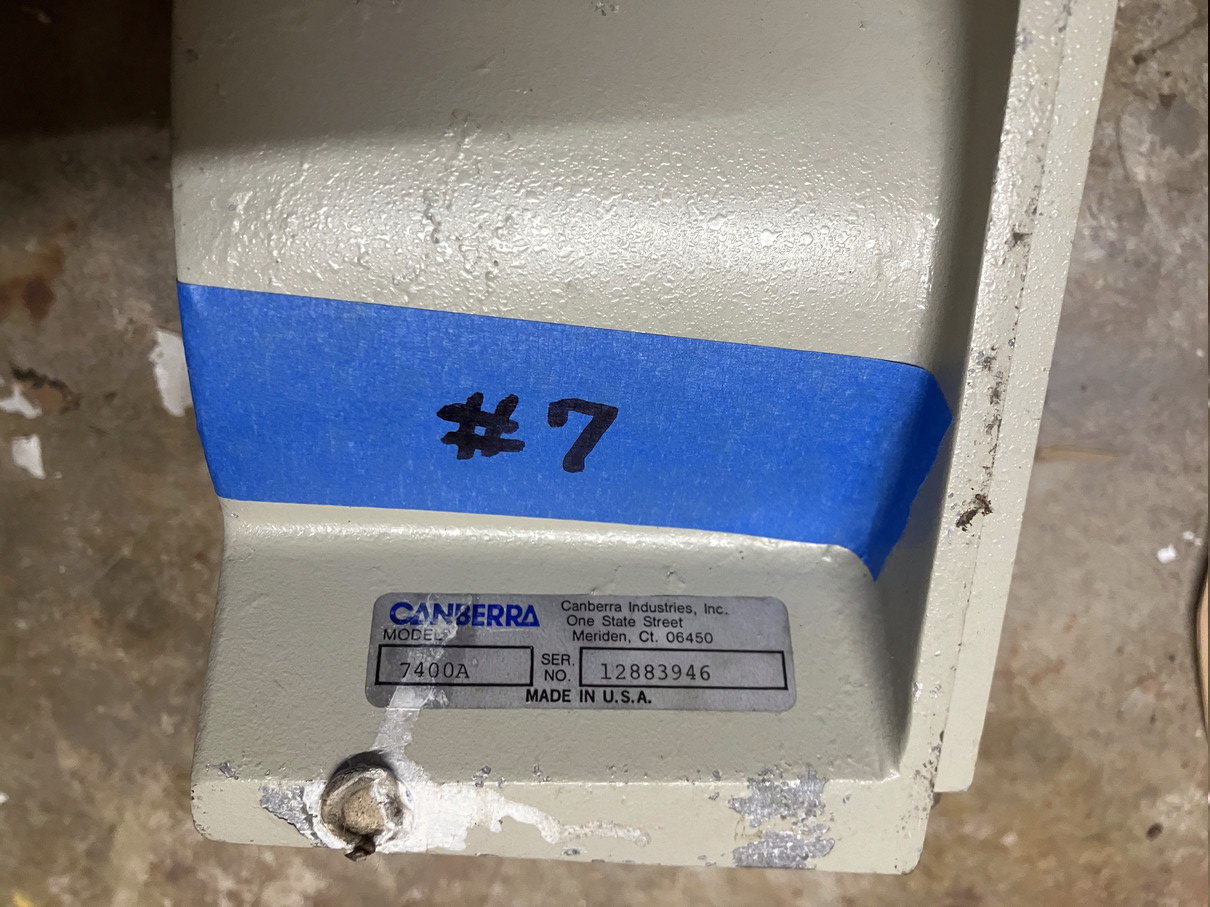 #7
CANBERRA
Canberra Industries, Inc.
One State Street
Meriden, Ct. 06450
MODEL
7400A
SER. NO.
12883946
MADE IN U.S.A.